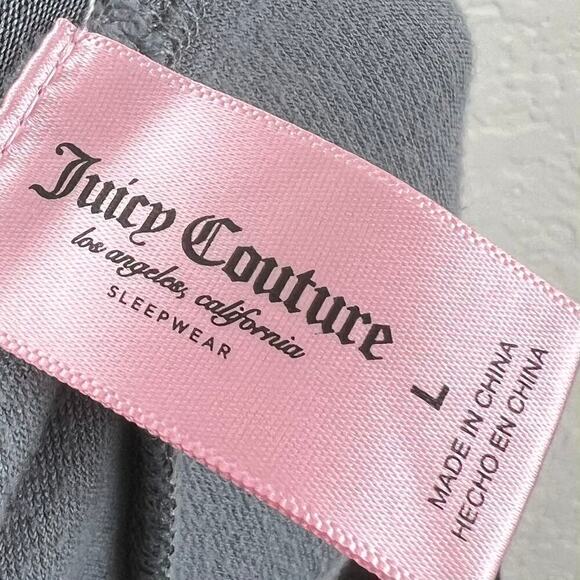 Juicy Couture
los angeles, california
SLEEPWEAR
L
MADE IN CHINA
HECHO EN CHINA